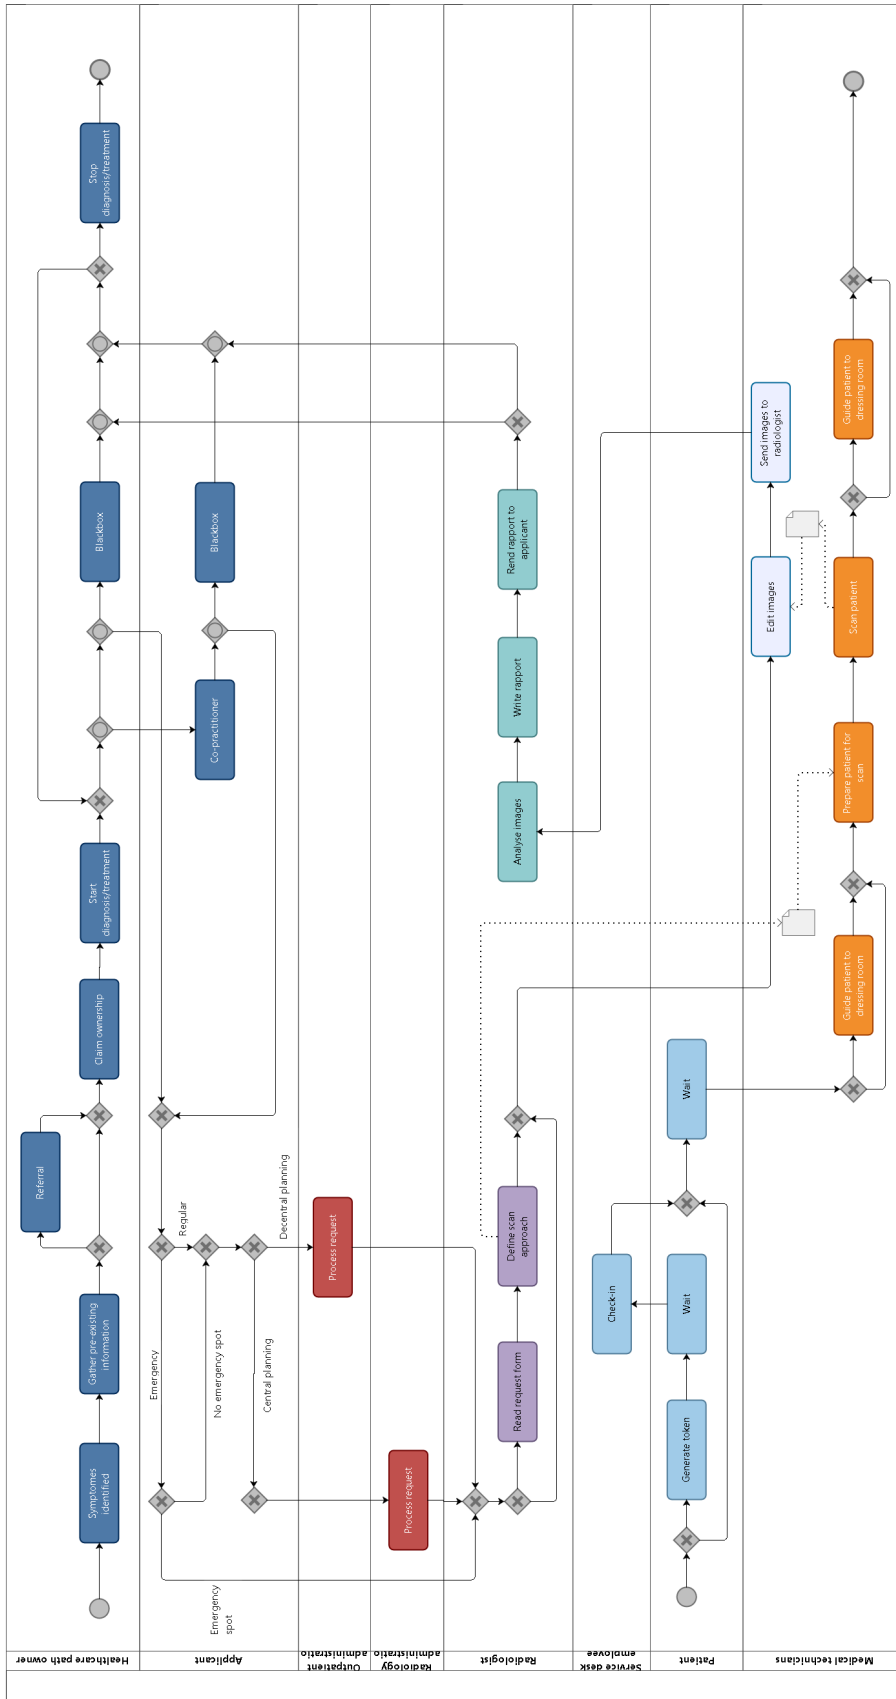 Stop
diagnosis/treatment
Blackbox
Blackbox
Co-practitioner
Start
diagnosis/treatment
Claim ownership
Referral
Gather pre-existing
information
Symptomes
identified
Regular
Decentral planning
Emergency
No emergency spot
Central planning
Emergency
spot
Process request
Process request
Rend rapport to
applicant
Write rapport
Analyse images
Define scan
approach
Read request form
Check-in
Wait
Wait
Generate token
Send images to
radiologist
Edit images
Guide patient to
dressing room
Scan patient
Prepare patient for
scan
Guide patient to
dressing room
Healthcare path owner
Applicant
Outpatient
administratio
Radiology
administratio
Radiologist
Service desk
employee
Patient
Medical technicians